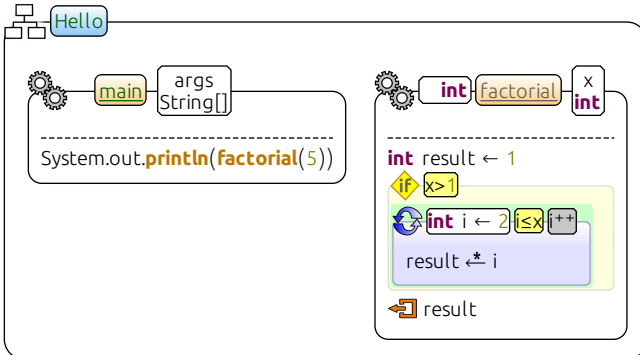 Hello
main args String[]
System.out.println(factorial(5))
int factorial x int
int result ← 1
if x>1
int i ← 2 i≤x i++
result *← i
result